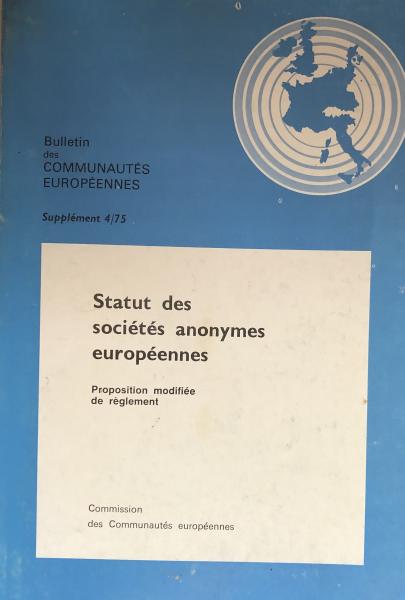 Bulletin
des
COMMUNAUTÉS
EUROPÉENNES
Supplément 4/75
Statut des
sociétés anonymes
européennes
Proposition modifiée
de règlement
Commission
des Communautés européennes